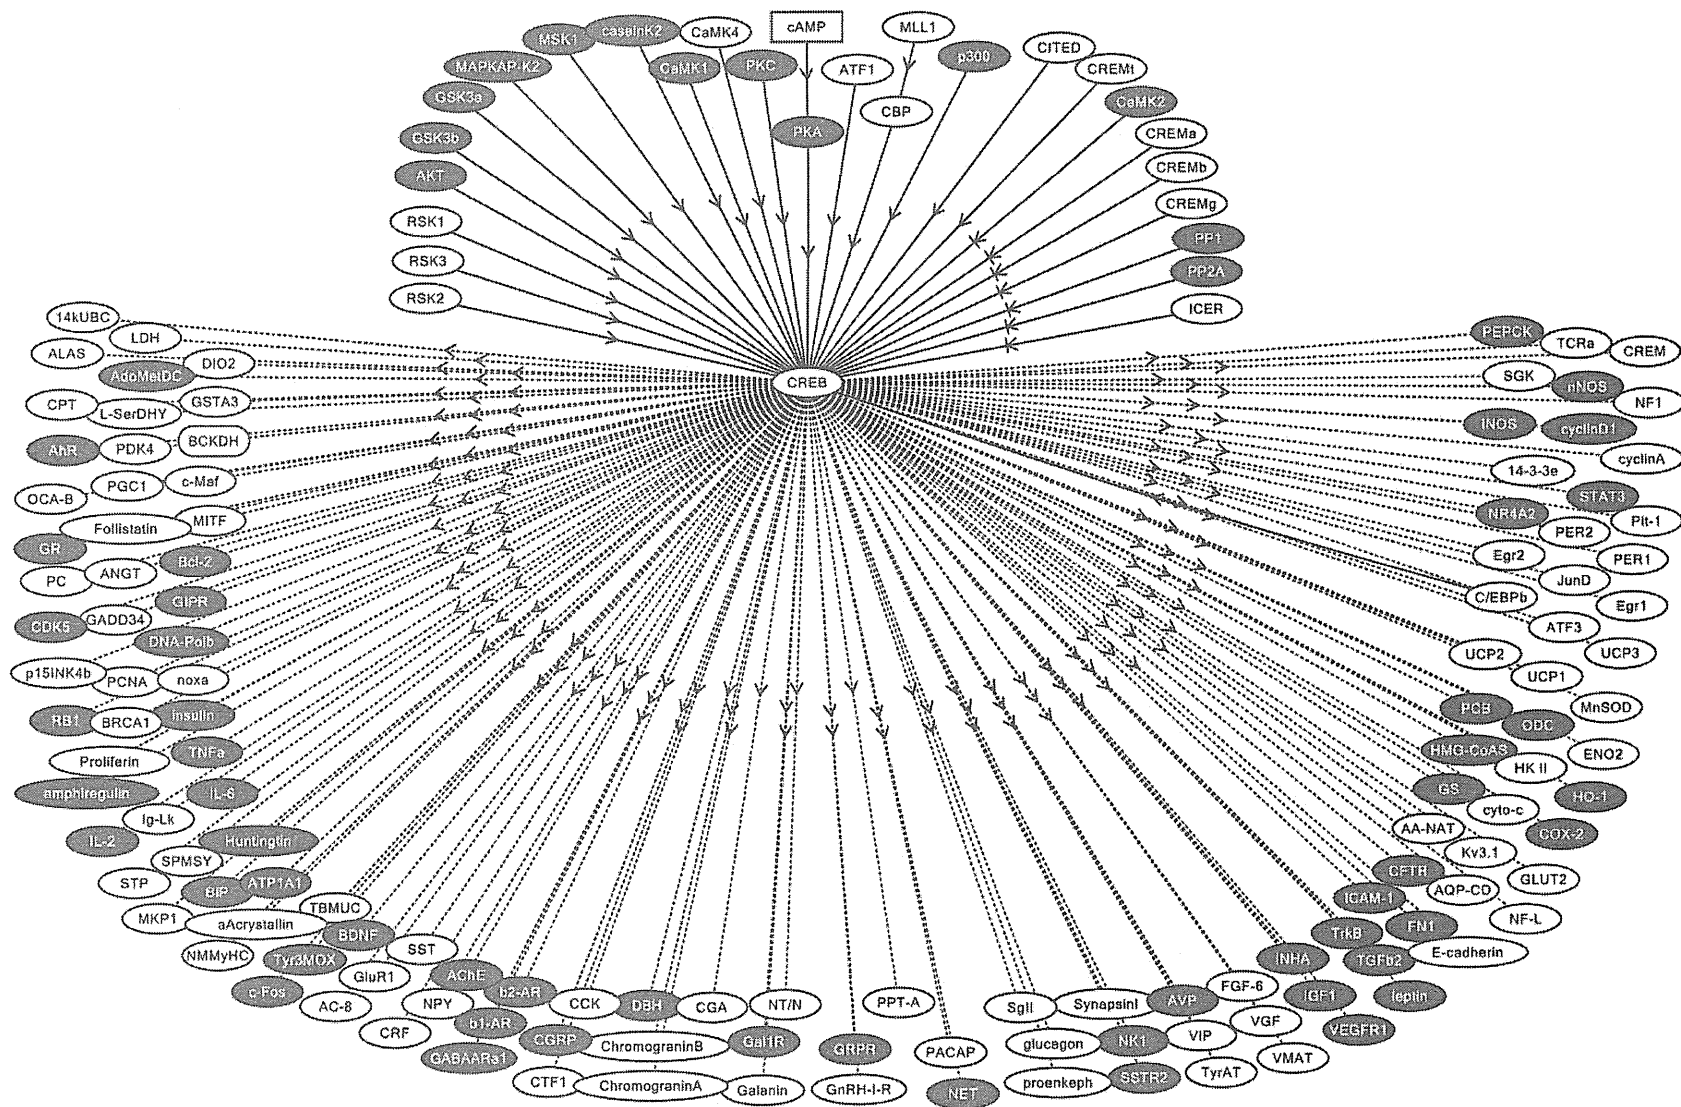 MSK1
caseinK2
CaMK4
cAMP
MLL1
MAPKAP-K2
CaMK1
PKC
ATF1
p300
CITED
CREMt
GSK3a
CBP
CaMK2
GSK3b
PKA
CREMa
AKT
CREMb
RSK1
CREMg
RSK3
PP1
RSK2
PP2A
ICER
CREB
14kUBC
LDH
ALAS
DIO2
AdoMetDC
CPT
L-SerDHY
GSTA3
AhR
PDK4
BCKDH
OCA-B
PGC1
c-Maf
Follistatin
MITF
GR
Bcl-2
PC
ANGT
GIPR
CDK5
GADD34
DNA-Polb
p15INK4b
PCNA
noxa
RB1
BRCA1
insulin
Proliferin
TNFa
amphiregulin
IL-6
Ig-Lk
IL-2
Huntingtin
SPMSY
STP
BIP
ATP1A1
MKP1
aAcrystallin
TBMUC
NMMyHC
BDNF
Tyr3MOX
SST
c-Fos
GluR1
AC-8
AChE
NPY
b2-AR
CRF
b1-AR
GABAARa1
CCK
DBH
CGA
NT/N
CGRP
ChromograninB
Gal1R
CTF1
ChromograninA
Galanin
PPT-A
GRPR
GnRH-I-R
PACAP
NET
SgII
SynapsinI
AVP
FGF-6
glucagon
NK1
VIP
VGF
proenkeph
SSTR2
TyrAT
VMAT
INHA
IGF1
VEGFR1
TrkB
TGFb2
leptin
ICAM-1
FN1
E-cadherin
CFTR
AQP-CD
NF-L
AA-NAT
Kv3.1
GLUT2
GS
cyto-c
COX-2
HMG-CoAS
HK II
HO-1
PCB
ODC
ENO2
MnSOD
UCP2
UCP1
UCP3
C/EBPb
ATF3
Egr1
Egr2
JunD
PER1
NR4A2
PER2
Pit-1
14-3-3e
STAT3
cyclinA
iNOS
cyclinD1
NF1
SGK
nNOS
PEPCK
TCRa
CREM